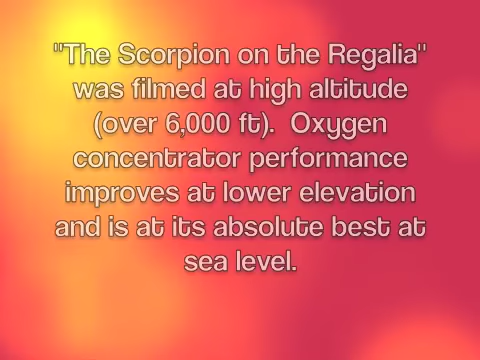 "The Scorpion on the Regalia"
was filmed at high altitude
(over 6,000 ft).  Oxygen
concentrator performance
improves at lower elevation
and is at its absolute best at
sea level.